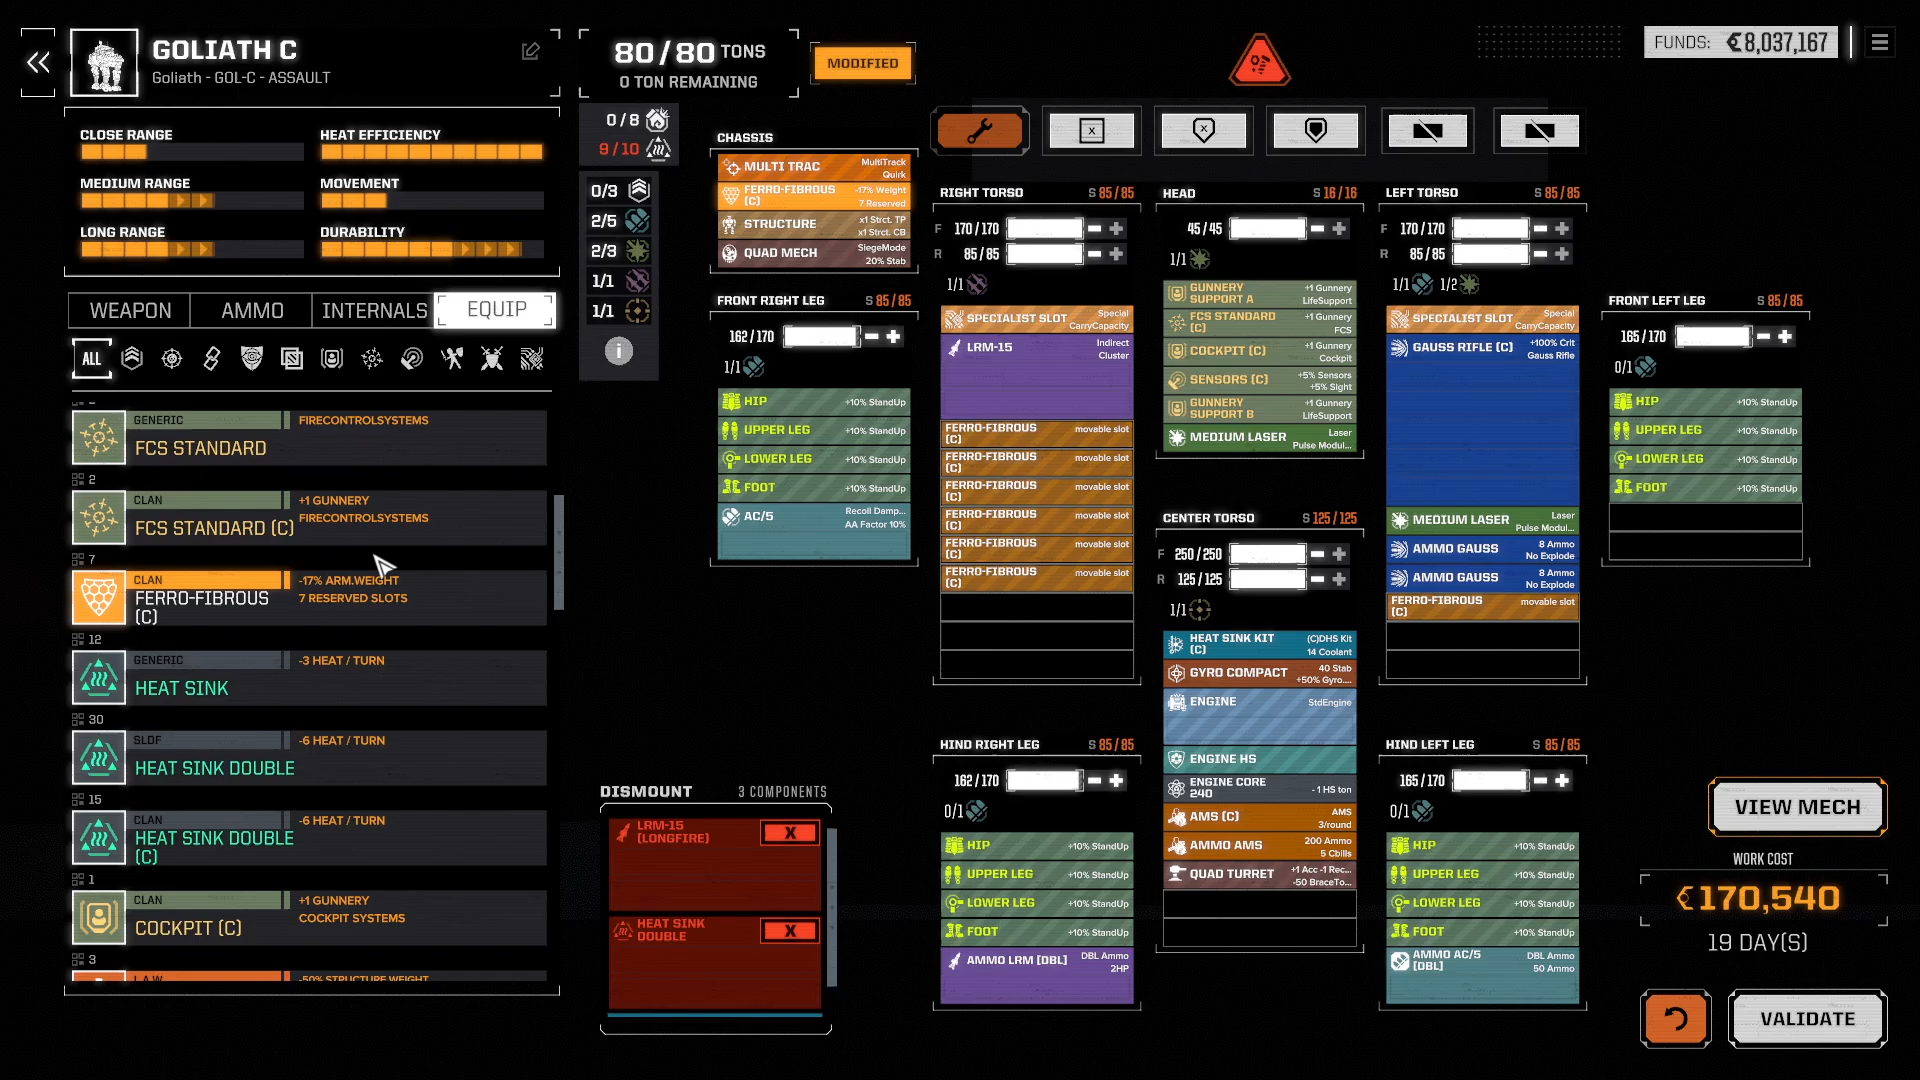 GOLIATH C
Goliath - GOL-C - ASSAULT
80/80 TONS
0 TON REMAINING
MODIFIED
FUNDS: 8,037,167
CLOSE RANGE
HEAT EFFICIENCY
MEDIUM RANGE
MOVEMENT
LONG RANGE
DURABILITY
WEAPON
AMMO
INTERNALS
EQUIP
ALL
GENERIC
FIRECONTROLSYSTEMS
FCS STANDARD
2
CLAN
+1 GUNNERY
FIRECONTROLSYSTEMS
FCS STANDARD (C)
7
CLAN
-17% ARM.WEIGHT
7 RESERVED SLOTS
FERRO-FIBROUS
(C)
12
GENERIC
-3 HEAT / TURN
HEAT SINK
30
SLDF
-6 HEAT / TURN
HEAT SINK DOUBLE
15
CLAN
-6 HEAT / TURN
HEAT SINK DOUBLE
(C)
1
CLAN
+1 GUNNERY
COCKPIT SYSTEMS
COCKPIT (C)
3
-50% STRUCTURE WEIGHT
0/8
9/10
0/3
2/5
2/3
1/1
1/1
i
CHASSIS
MULTI TRAC
MultiTrack
Quirk
FERRO-FIBROUS
(C)
-17% Weight
7 Reserved
STRUCTURE
x1 Strct. TP
x1 Strct. CB
QUAD MECH
SiegeMode
20% Stab
FRONT RIGHT LEG S 85/85
162/170
1/1
HIP +10% StandUp
UPPER LEG +10% StandUp
LOWER LEG +10% StandUp
FOOT +10% StandUp
AC/5
Recoil Damp...
AA Factor 10%
DISMOUNT 3 COMPONENTS
LRM-15
(LONGFIRE)
X
HEAT SINK
DOUBLE
X
RIGHT TORSO S 85/85
F 170/170
R 85/85
1/1
SPECIALIST SLOT
Special
CarryCapacity
LRM-15
Indirect
Cluster
FERRO-FIBROUS
(C)
movable slot
FERRO-FIBROUS
(C)
movable slot
FERRO-FIBROUS
(C)
movable slot
FERRO-FIBROUS
(C)
movable slot
FERRO-FIBROUS
(C)
movable slot
FERRO-FIBROUS
(C)
movable slot
HIND RIGHT LEG S 85/85
162/170
0/1
HIP +10% StandUp
UPPER LEG +10% StandUp
LOWER LEG +10% StandUp
FOOT +10% StandUp
AMMO LRM [DBL]
DBL Ammo
2HP
HEAD S 16/16
45/45
1/1
GUNNERY
SUPPORT A
+1 Gunnery
LifeSupport
FCS STANDARD
(C)
+1 Gunnery
FCS
COCKPIT (C)
+1 Gunnery
Cockpit
SENSORS (C)
+5% Sensors
+5% Sight
GUNNERY
SUPPORT B
+1 Gunnery
LifeSupport
MEDIUM LASER
Laser
Pulse Modul...
CENTER TORSO S 125/125
F 250/250
R 125/125
1/1
HEAT SINK KIT
(C)
(C)DHS Kit
14 Coolant
GYRO COMPACT
40 Stab
+50% Gyro....
ENGINE
StdEngine
ENGINE HS
ENGINE CORE
240
- 1 HS ton
AMS (C)
AMS
3/round
AMMO AMS
200 Ammo
5 Cbills
QUAD TURRET
+1 Acc -1 Rec...
-50 BraceTo...
LEFT TORSO S 85/85
F 170/170
R 85/85
1/1 1/2
SPECIALIST SLOT
Special
CarryCapacity
GAUSS RIFLE (C)
+100% Crit
Gauss Rifle
MEDIUM LASER
Laser
Pulse Modul...
AMMO GAUSS
8 Ammo
No Explode
AMMO GAUSS
8 Ammo
No Explode
FERRO-FIBROUS
(C)
movable slot
HIND LEFT LEG S 85/85
165/170
0/1
HIP +10% StandUp
UPPER LEG +10% StandUp
LOWER LEG +10% StandUp
FOOT +10% StandUp
AMMO AC/5
[DBL]
DBL Ammo
50 Ammo
FRONT LEFT LEG S 85/85
165/170
0/1
HIP +10% StandUp
UPPER LEG +10% StandUp
LOWER LEG +10% StandUp
FOOT +10% StandUp
VIEW MECH
WORK COST
170,540
19 DAY(S)
VALIDATE